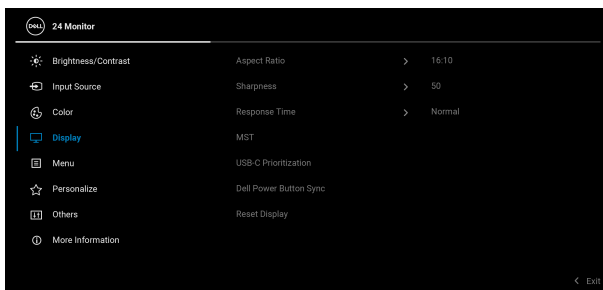 DELL 24 Monitor
Brightness/Contrast
Input Source
Color
Display
Menu
Personalize
Others
More Information
Aspect Ratio 16:10
Sharpness 50
Response Time Normal
MST
USB-C Prioritization
Dell Power Button Sync
Reset Display
Exit